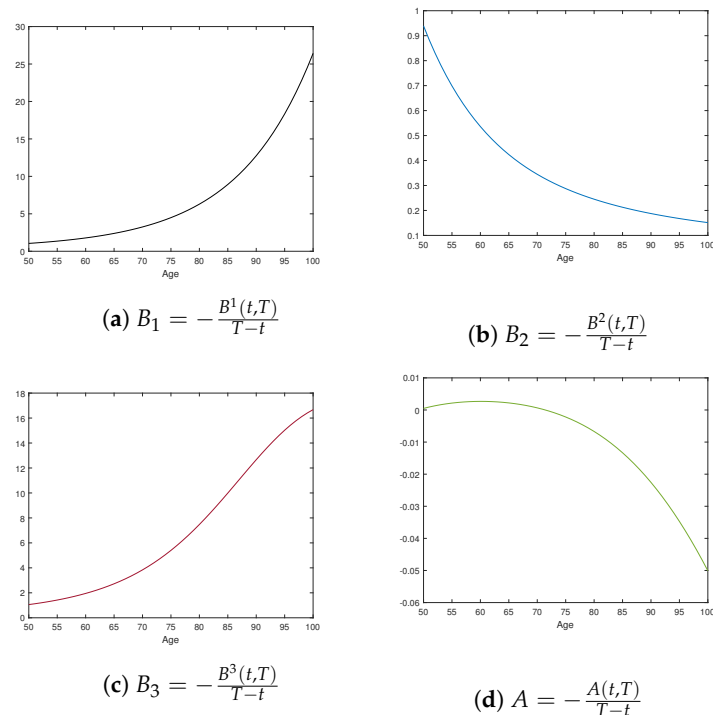 30
25
20
15
10
5
0
50 55 60 65 70 75 80 85 90 95 100
Age
(a) B₁ = − B¹(t,T) / T−t
1
0.9
0.8
0.7
0.6
0.5
0.4
0.3
0.2
0.1
50 55 60 65 70 75 80 85 90 95 100
Age
(b) B₂ = − B²(t,T) / T−t
18
16
14
12
10
8
6
4
2
0
50 55 60 65 70 75 80 85 90 95 100
Age
(c) B₃ = − B³(t,T) / T−t
0.01
0
-0.01
-0.02
-0.03
-0.04
-0.05
-0.06
50 55 60 65 70 75 80 85 90 95 100
Age
(d) A = − A(t,T) / T−t